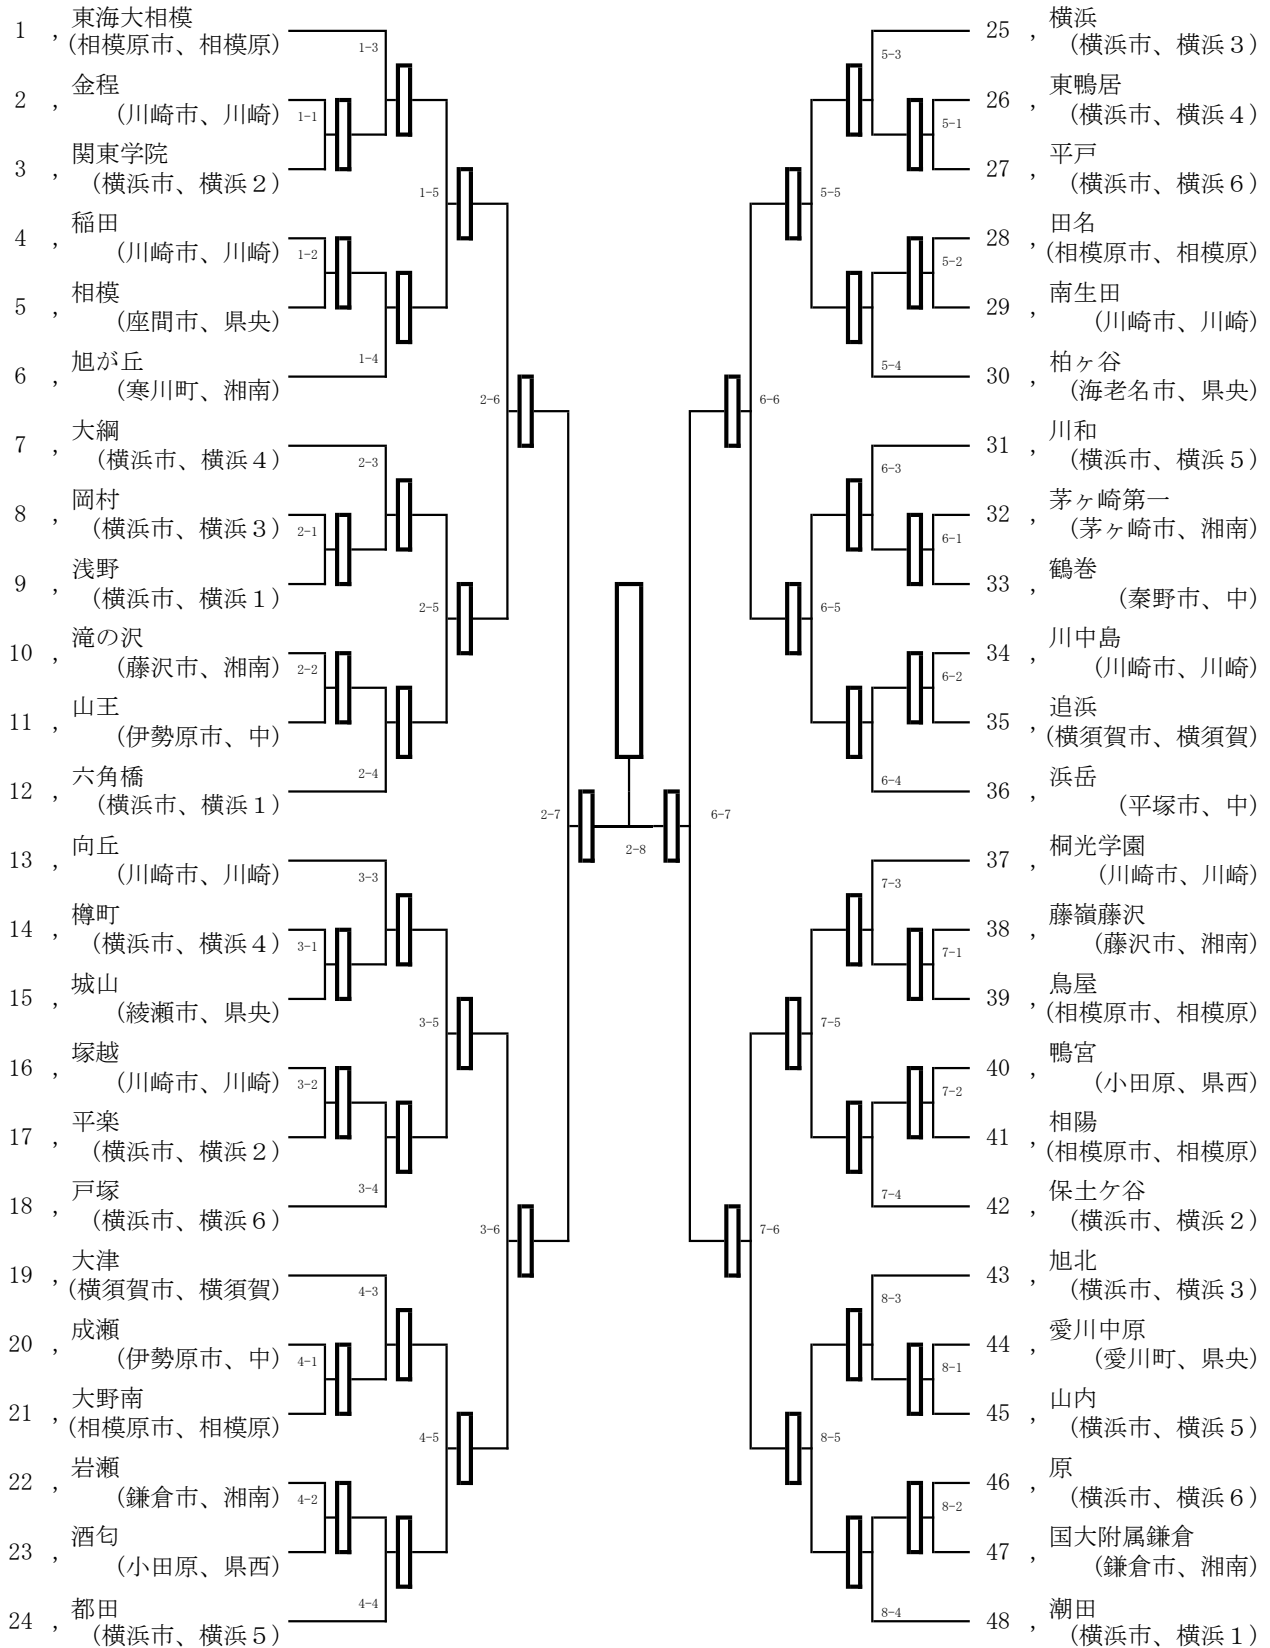 1 , 東海大相模
(相模原市、相模原)
2 , 金程
(川崎市、川崎)
3 , 関東学院
(横浜市、横浜２)
4 , 稲田
(川崎市、川崎)
5 , 相模
(座間市、県央)
6 , 旭が丘
(寒川町、湘南)
7 , 大綱
(横浜市、横浜４)
8 , 岡村
(横浜市、横浜３)
9 , 浅野
(横浜市、横浜１)
10 , 滝の沢
(藤沢市、湘南)
11 , 山王
(伊勢原市、中)
12 , 六角橋
(横浜市、横浜１)
13 , 向丘
(川崎市、川崎)
14 , 樽町
(横浜市、横浜４)
15 , 城山
(綾瀬市、県央)
16 , 塚越
(川崎市、川崎)
17 , 平楽
(横浜市、横浜２)
18 , 戸塚
(横浜市、横浜６)
19 , 大津
(横須賀市、横須賀)
20 , 成瀬
(伊勢原市、中)
21 , 大野南
(相模原市、相模原)
22 , 岩瀬
(鎌倉市、湘南)
23 , 酒匂
(小田原、県西)
24 , 都田
(横浜市、横浜５)
1-3
1-1
1-5
1-2
1-4
2-6
2-3
2-1
2-5
2-2
2-4
2-7
3-3
3-1
3-5
3-2
3-4
3-6
4-3
4-1
4-5
4-2
4-4
2-8
5-3
5-1
5-5
5-2
5-4
6-6
6-3
6-1
6-5
6-2
6-4
6-7
7-3
7-1
7-5
7-2
7-4
7-6
8-3
8-1
8-5
8-2
8-4
25 , 横浜
(横浜市、横浜３)
26 , 東鴨居
(横浜市、横浜４)
27 , 平戸
(横浜市、横浜６)
28 , 田名
(相模原市、相模原)
29 , 南生田
(川崎市、川崎)
30 , 柏ヶ谷
(海老名市、県央)
31 , 川和
(横浜市、横浜５)
32 , 茅ヶ崎第一
(茅ヶ崎市、湘南)
33 , 鶴巻
(秦野市、中)
34 , 川中島
(川崎市、川崎)
35 , 追浜
(横須賀市、横須賀)
36 , 浜岳
(平塚市、中)
37 , 桐光学園
(川崎市、川崎)
38 , 藤嶺藤沢
(藤沢市、湘南)
39 , 鳥屋
(相模原市、相模原)
40 , 鴨宮
(小田原、県西)
41 , 相陽
(相模原市、相模原)
42 , 保土ケ谷
(横浜市、横浜２)
43 , 旭北
(横浜市、横浜３)
44 , 愛川中原
(愛川町、県央)
45 , 山内
(横浜市、横浜５)
46 , 原
(横浜市、横浜６)
47 , 国大附属鎌倉
(鎌倉市、湘南)
48 , 潮田
(横浜市、横浜１)